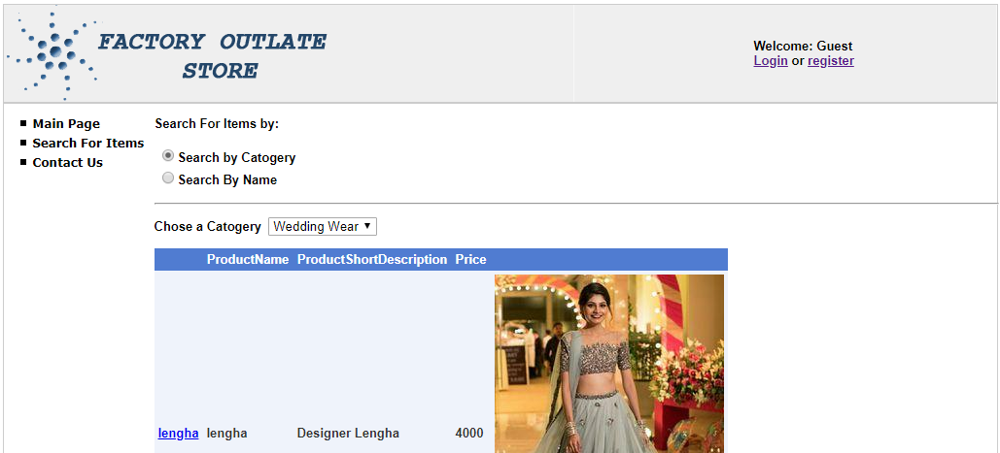 FACTORY OUTLATE
STORE
Welcome: Guest
Login or register
Main Page
Search For Items
Contact Us
Search For Items by:
Search by Catogery
Search By Name
Chose a Catogery Wedding Wear
ProductName ProductShortDescription Price
lengha lengha Designer Lengha 4000